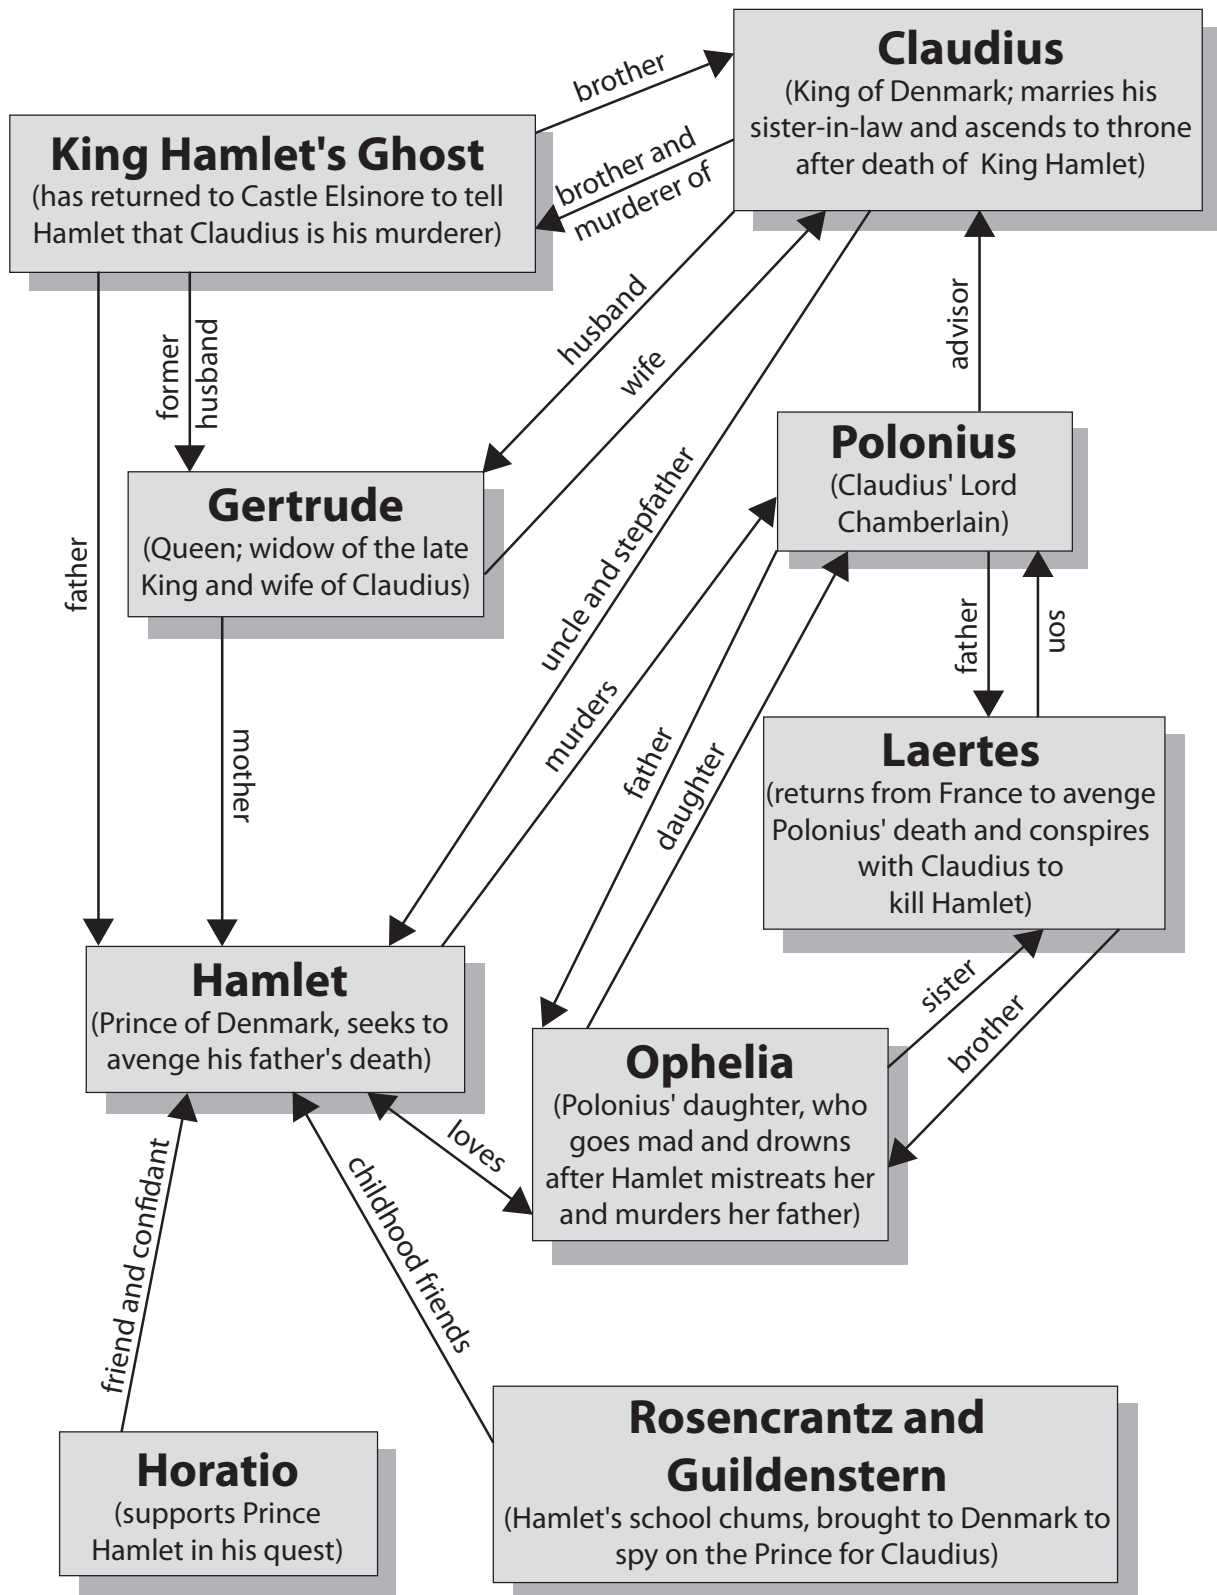 Claudius
(King of Denmark; marries his
sister-in-law and ascends to throne
after death of King Hamlet)
brother
King Hamlet's Ghost
(has returned to Castle Elsinore to tell
Hamlet that Claudius is his murderer)
brother and
murderer of
husband
wife
advisor
former
husband
father
uncle and stepfather
Polonius
(Claudius' Lord
Chamberlain)
Gertrude
(Queen; widow of the late
King and wife of Claudius)
mother
murders
father
daughter
father
son
Laertes
(returns from France to avenge
Polonius' death and conspires
with Claudius to
kill Hamlet)
Hamlet
(Prince of Denmark, seeks to
avenge his father's death)
sister
brother
Ophelia
(Polonius' daughter, who
goes mad and drowns
after Hamlet mistreats her
and murders her father)
loves
friend and confidant
childhood friends
Horatio
(supports Prince
Hamlet in his quest)
Rosencrantz and
Guildenstern
(Hamlet's school chums, brought to Denmark to
spy on the Prince for Claudius)